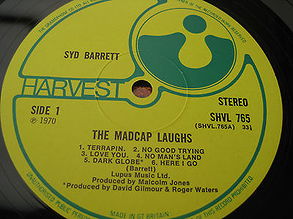 SYD BARRETT
HARVEST
SIDE 1
STEREO
℗ 1970
SHVL 765
(SHVL.765A) 33⅓
THE MADCAP LAUGHS
1. TERRAPIN. 2. NO GOOD TRYING
3. LOVE YOU. 4. NO MAN'S LAND
5. DARK GLOBE* 6. HERE I GO
(Barrett)
Lupus Music Ltd.
Produced by Malcolm Jones
*Produced by David Gilmour & Roger Waters
MADE IN GT BRITAIN